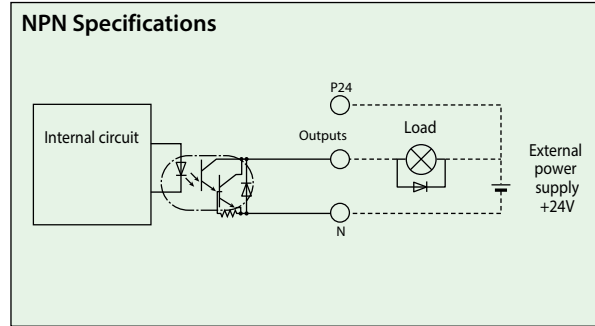 NPN Specifications
P24
Internal circuit
Outputs
Load
External
power
supply
+24V
N